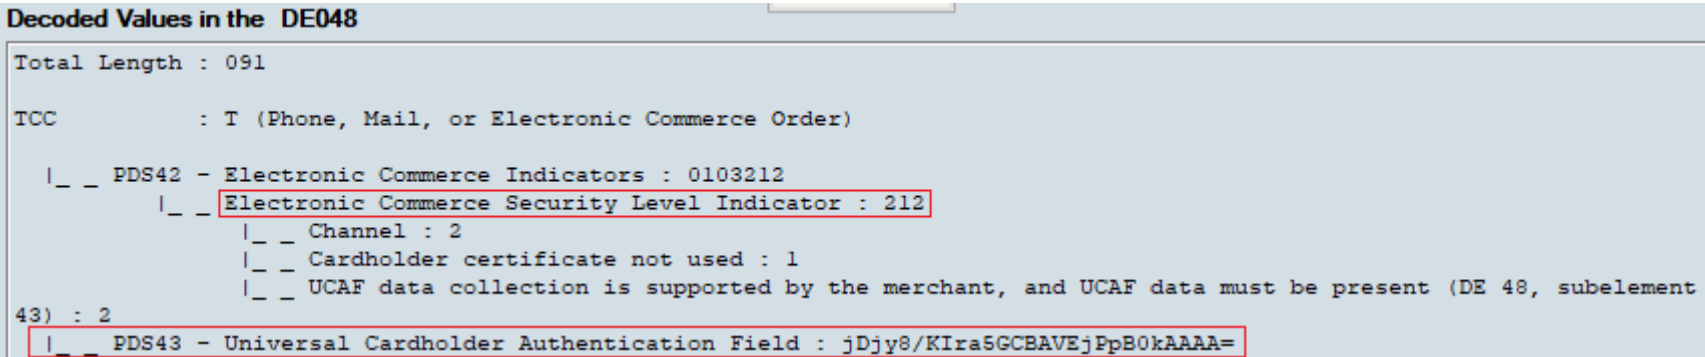 Decoded Values in the DE048
Total Length : 091
TCC : T (Phone, Mail, or Electronic Commerce Order)
|_ _ PDS42 - Electronic Commerce Indicators : 0103212
|_ _ Electronic Commerce Security Level Indicator : 212
|_ _ Channel : 2
|_ _ Cardholder certificate not used : 1
|_ _ UCAF data collection is supported by the merchant, and UCAF data must be present (DE 48, subelement
43) : 2
|_ _ PDS43 - Universal Cardholder Authentication Field : jDjy8/KIra5GCBAVEjPpB0kAAAA=